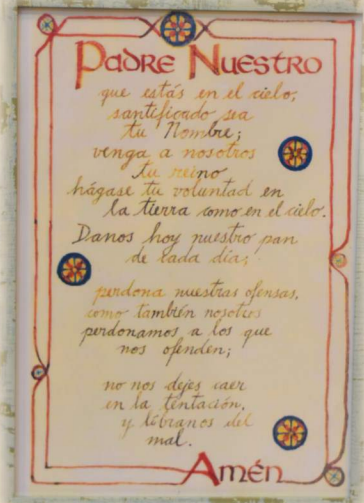 Padre Nuestro
que estás en el cielo,
santificado sea
tu Nombre;
venga a nosotros
tu reino
hágase tu voluntad en
la tierra como en el cielo.
Danos hoy nuestro pan
de cada día;
perdona nuestras ofensas,
como también nosotros
perdonamos a los que
nos ofenden;
no nos dejes caer
en la tentación,
y líbranos del
mal.
Amén